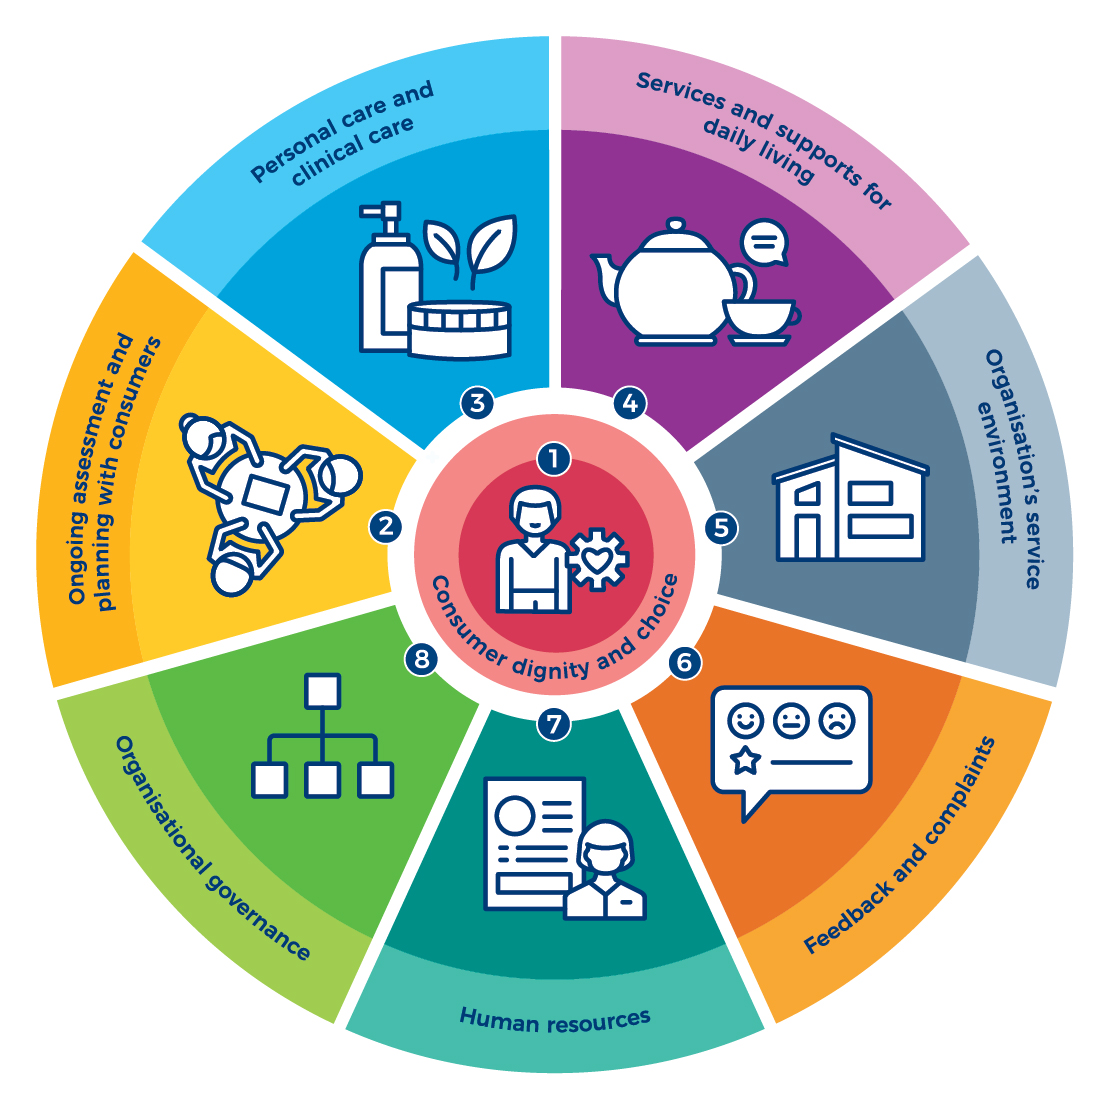 1
Consumer dignity and choice
2
Ongoing assessment and
planning with consumers
3
Personal care and
clinical care
4
Services and supports for
daily living
5
Organisation's service
environment
6
Feedback and complaints
7
Human resources
8
Organisational governance